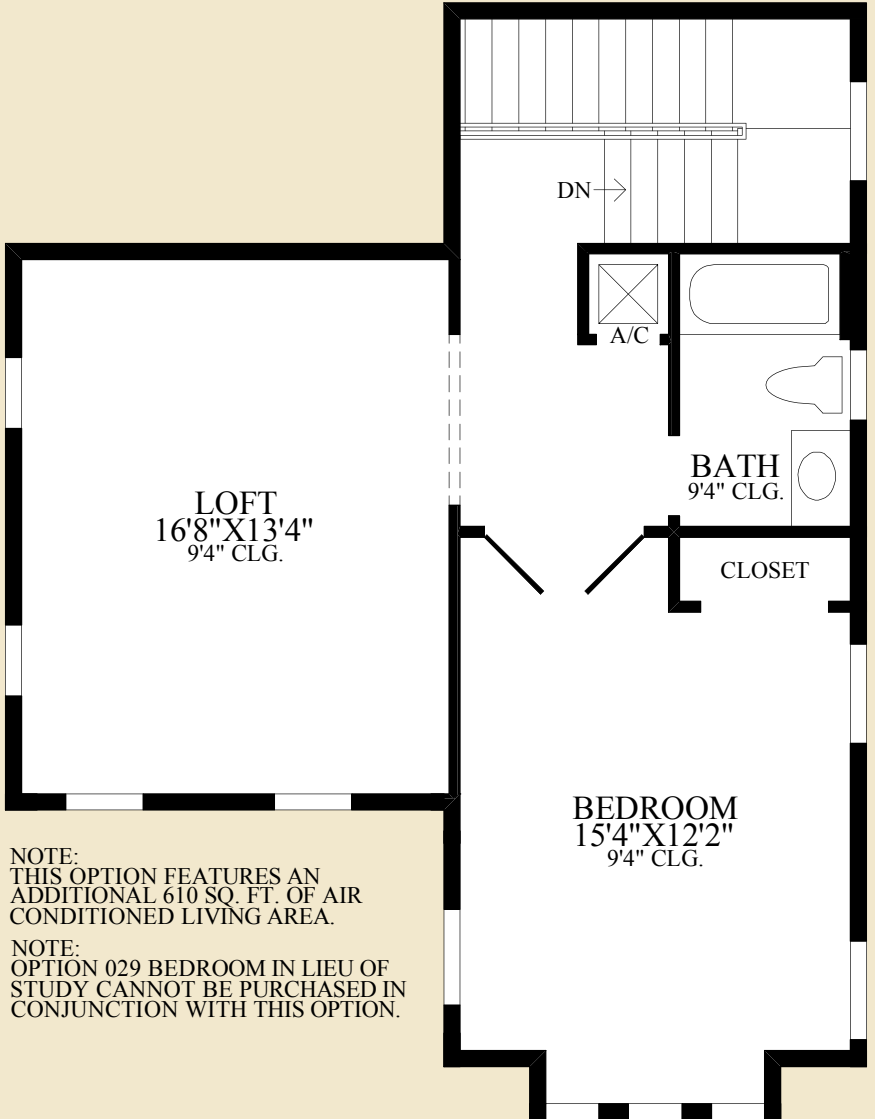 DN
A/C
BATH
9'4" CLG.
LOFT
16'8"X13'4"
9'4" CLG.
CLOSET
BEDROOM
15'4"X12'2"
9'4" CLG.
NOTE:
THIS OPTION FEATURES AN
ADDITIONAL 610 SQ. FT. OF AIR
CONDITIONED LIVING AREA.
NOTE:
OPTION 029 BEDROOM IN LIEU OF
STUDY CANNOT BE PURCHASED IN
CONJUNCTION WITH THIS OPTION.